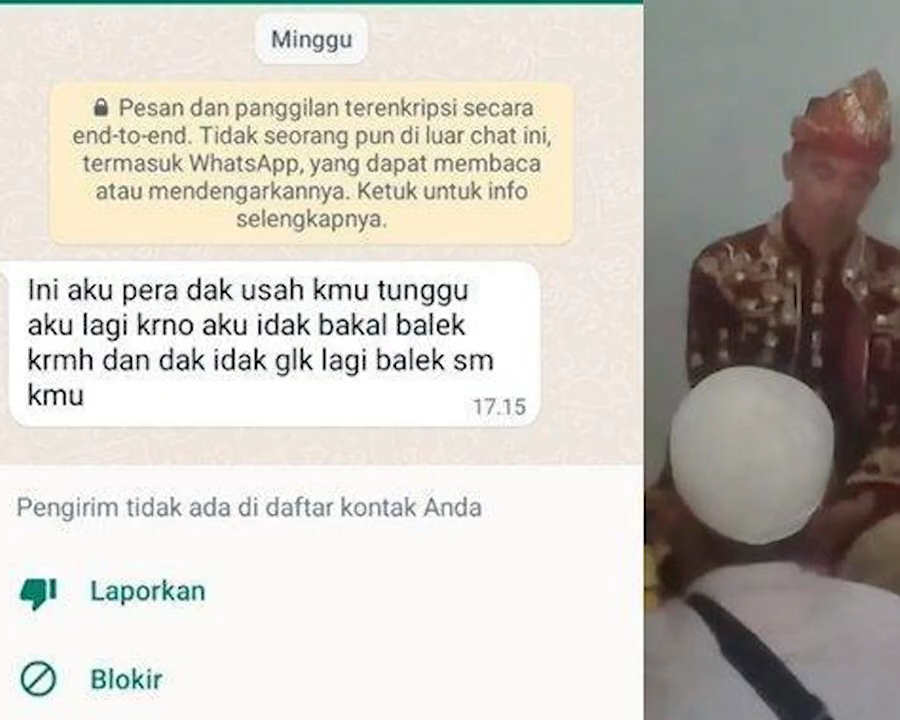 Minggu
Pesan dan panggilan terenkripsi secara
end-to-end. Tidak seorang pun di luar chat ini,
termasuk WhatsApp, yang dapat membaca
atau mendengarkannya. Ketuk untuk info
selengkapnya.
Ini aku pera dak usah kmu tunggu
aku lagi krno aku idak bakal balek
krmh dan dak idak glk lagi balek sm
kmu
17.15
Pengirim tidak ada di daftar kontak Anda
Laporkan
Blokir